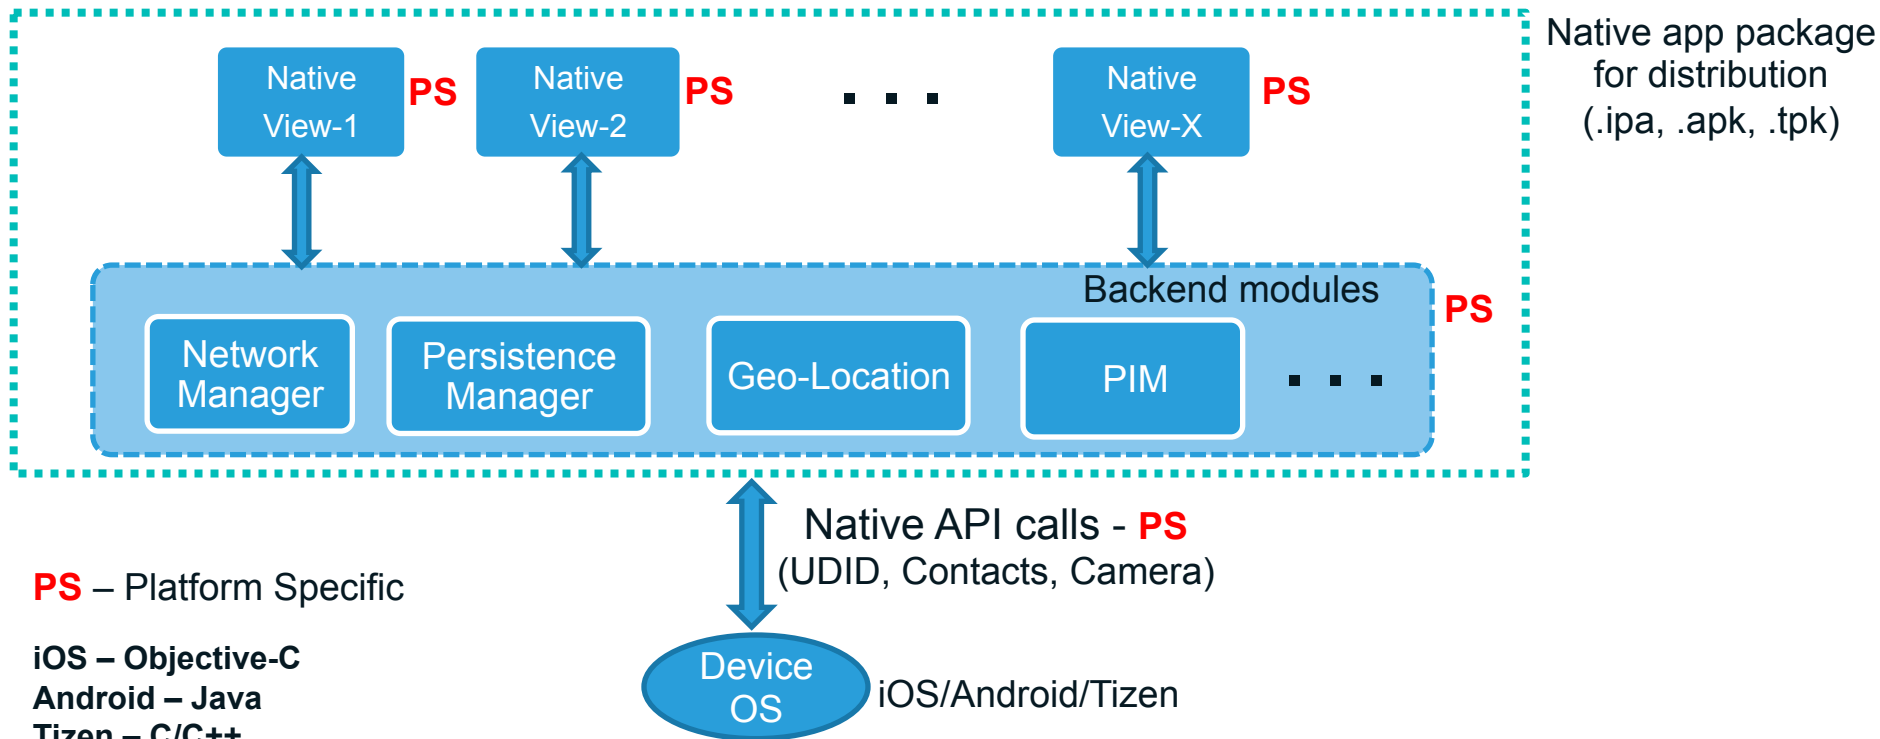 Native app package
for distribution
(.ipa, .apk, .tpk)
Native
View-1
PS
Native
View-2
PS
. . .
Native
View-X
PS
Backend modules
PS
Network
Manager
Persistence
Manager
Geo-Location
PIM
. . .
Native API calls - PS
(UDID, Contacts, Camera)
PS – Platform Specific
iOS – Objective-C
Android – Java
Tizen – C/C++
Device
OS
iOS/Android/Tizen